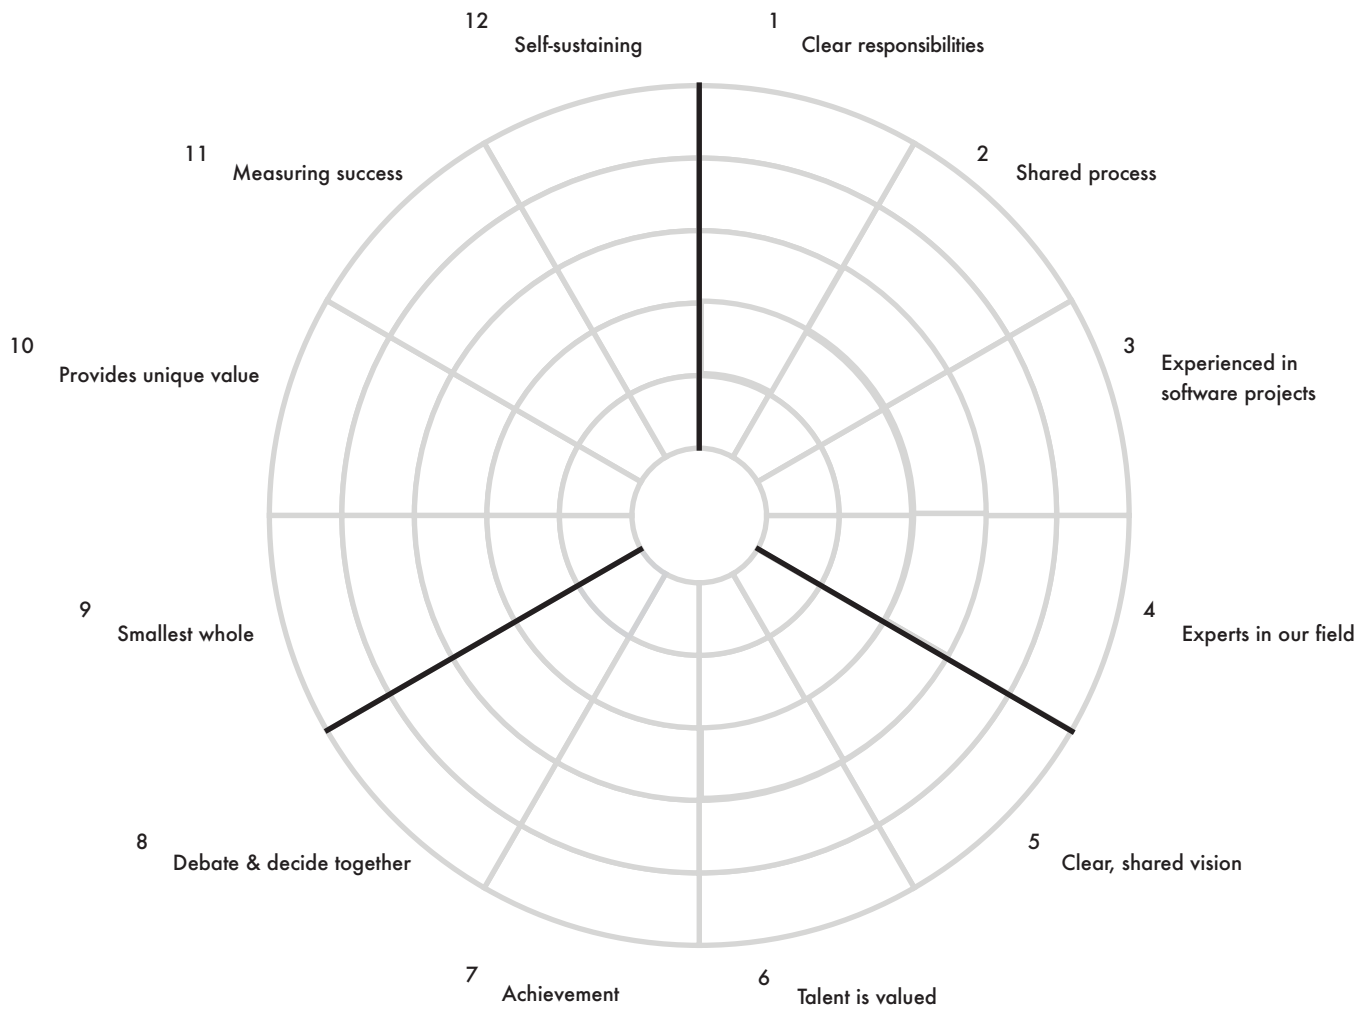 12
Self-sustaining
1
Clear responsibilities
2
Shared process
3
Experienced in
software projects
4
Experts in our field
5
Clear, shared vision
6
Talent is valued
7
Achievement
8
Debate & decide together
9
Smallest whole
10
Provides unique value
11
Measuring success